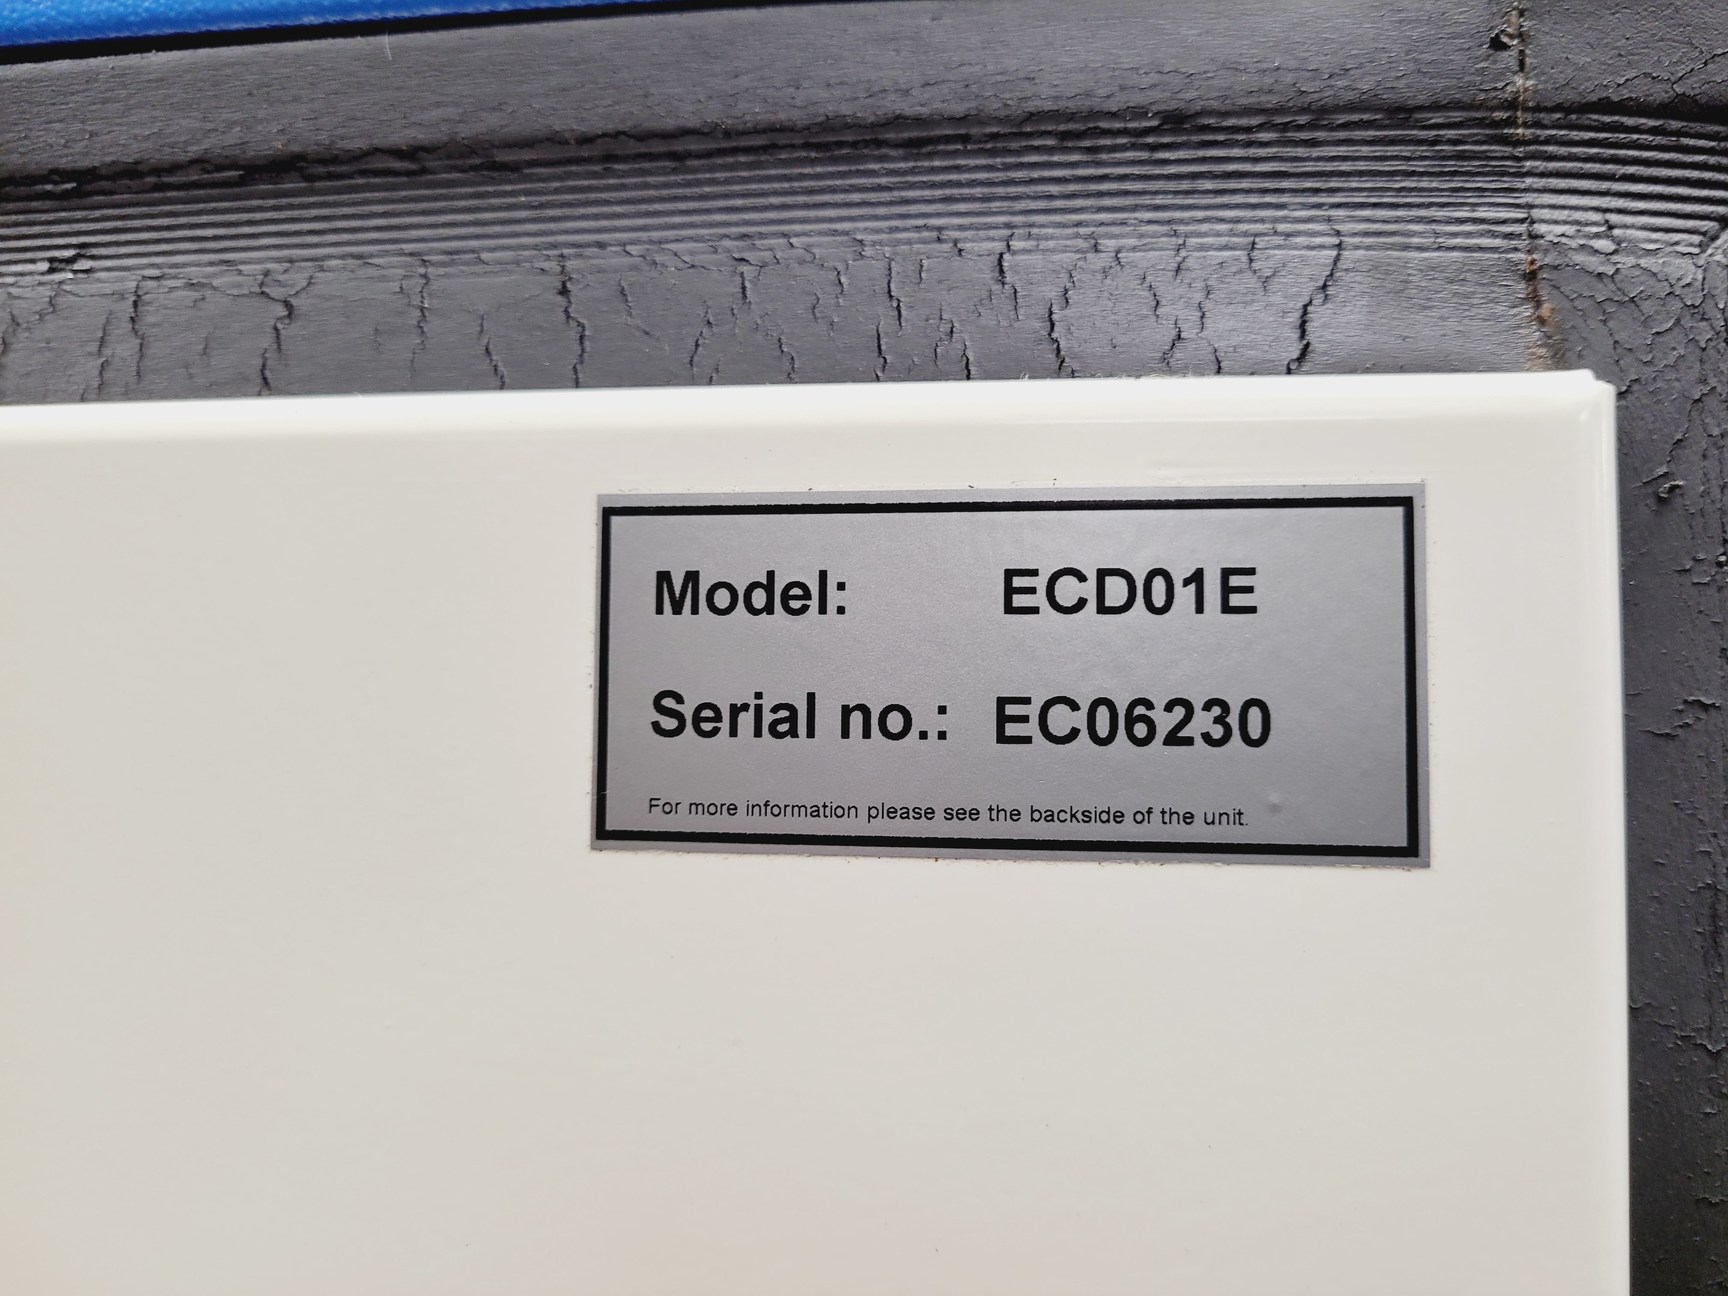 Model: ECD01E
Serial no.: EC06230
For more information please see the backside of the unit.